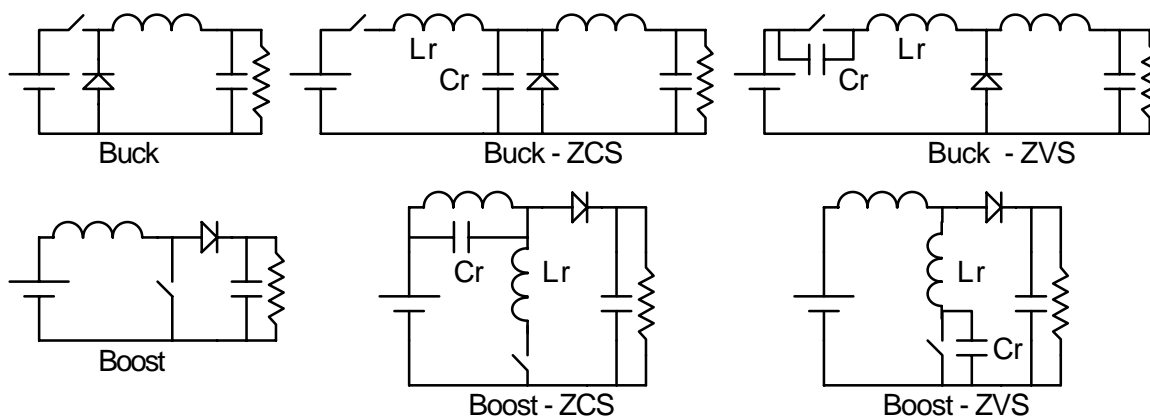 Lr
Cr
Cr
Lr
Buck
Buck - ZCS
Buck - ZVS
Cr
Lr
Lr
Cr
Boost
Boost - ZCS
Boost - ZVS